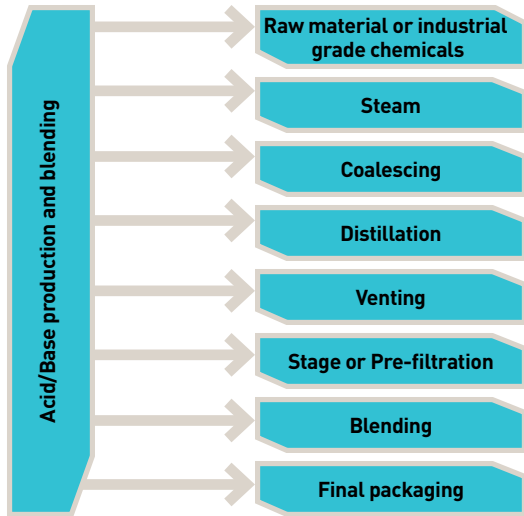 Acid/Base production and blending
Raw material or industrial
grade chemicals
Steam
Coalescing
Distillation
Venting
Stage or Pre-filtration
Blending
Final packaging